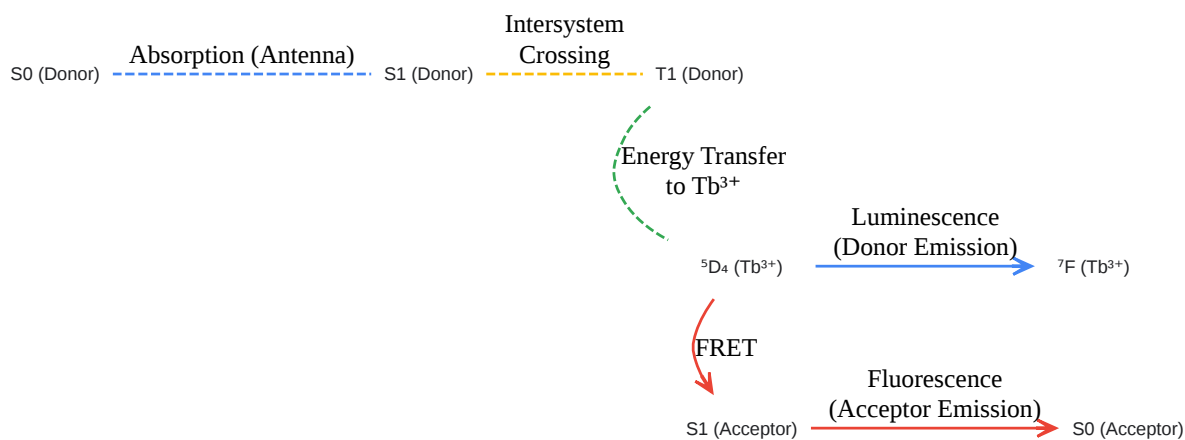 Intersystem
Absorption (Antenna)
Crossing
S0 (Donor)
S1 (Donor)
T1 (Donor)
Energy Transfer
to Tb³⁺
Luminescence
(Donor Emission)
⁵D₄ (Tb³⁺)
⁷F (Tb³⁺)
FRET
Fluorescence
(Acceptor Emission)
S1 (Acceptor)
S0 (Acceptor)